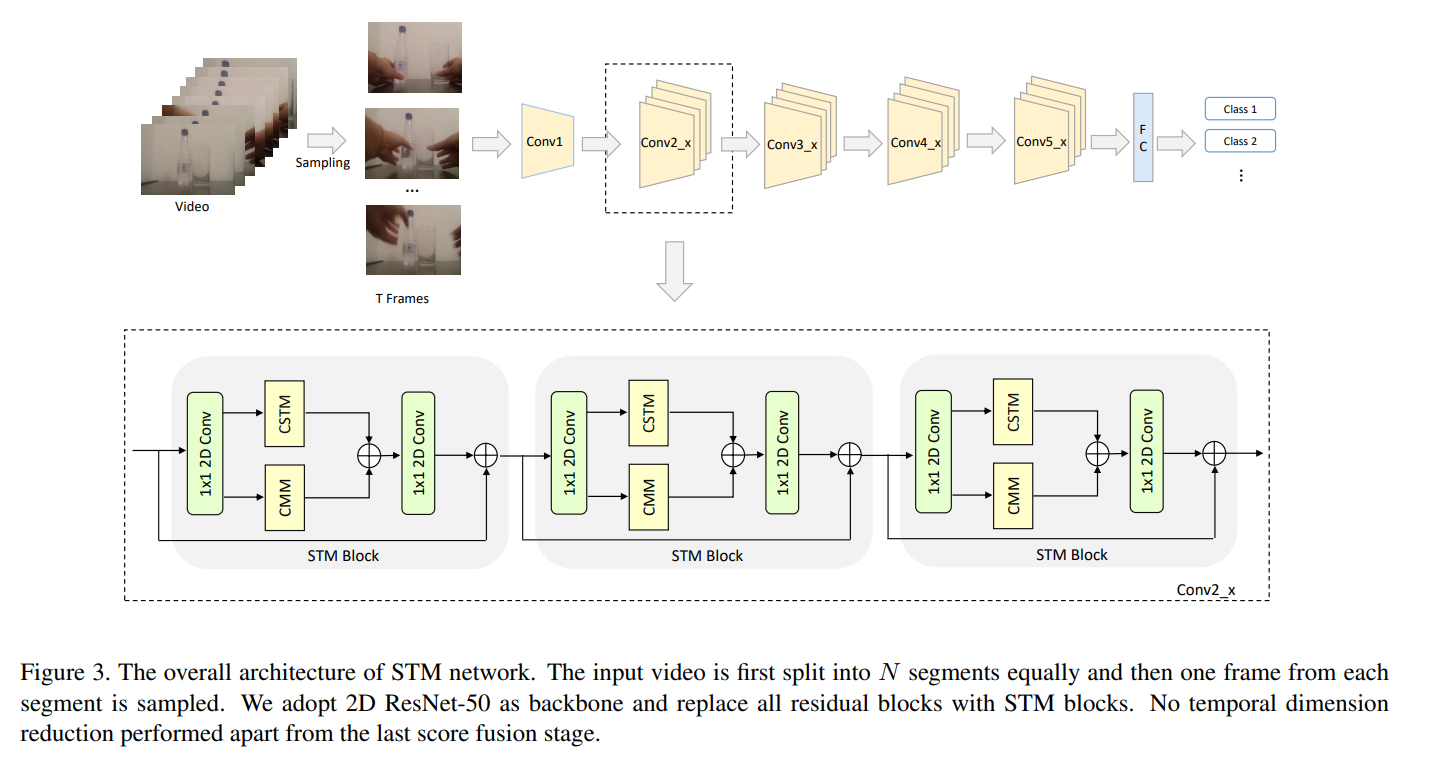 Video
Sampling
...
T Frames
Conv1
Conv2_x
Conv3_x
Conv4_x
Conv5_x
F
C
Class 1
Class 2
⋮
1x1 2D Conv
CSTM
CMM
1x1 2D Conv
STM Block
1x1 2D Conv
CSTM
CMM
1x1 2D Conv
STM Block
1x1 2D Conv
CSTM
CMM
1x1 2D Conv
STM Block
Conv2_x
Figure 3. The overall architecture of STM network. The input video is first split into N segments equally and then one frame from each
segment is sampled. We adopt 2D ResNet-50 as backbone and replace all residual blocks with STM blocks. No temporal dimension
reduction performed apart from the last score fusion stage.